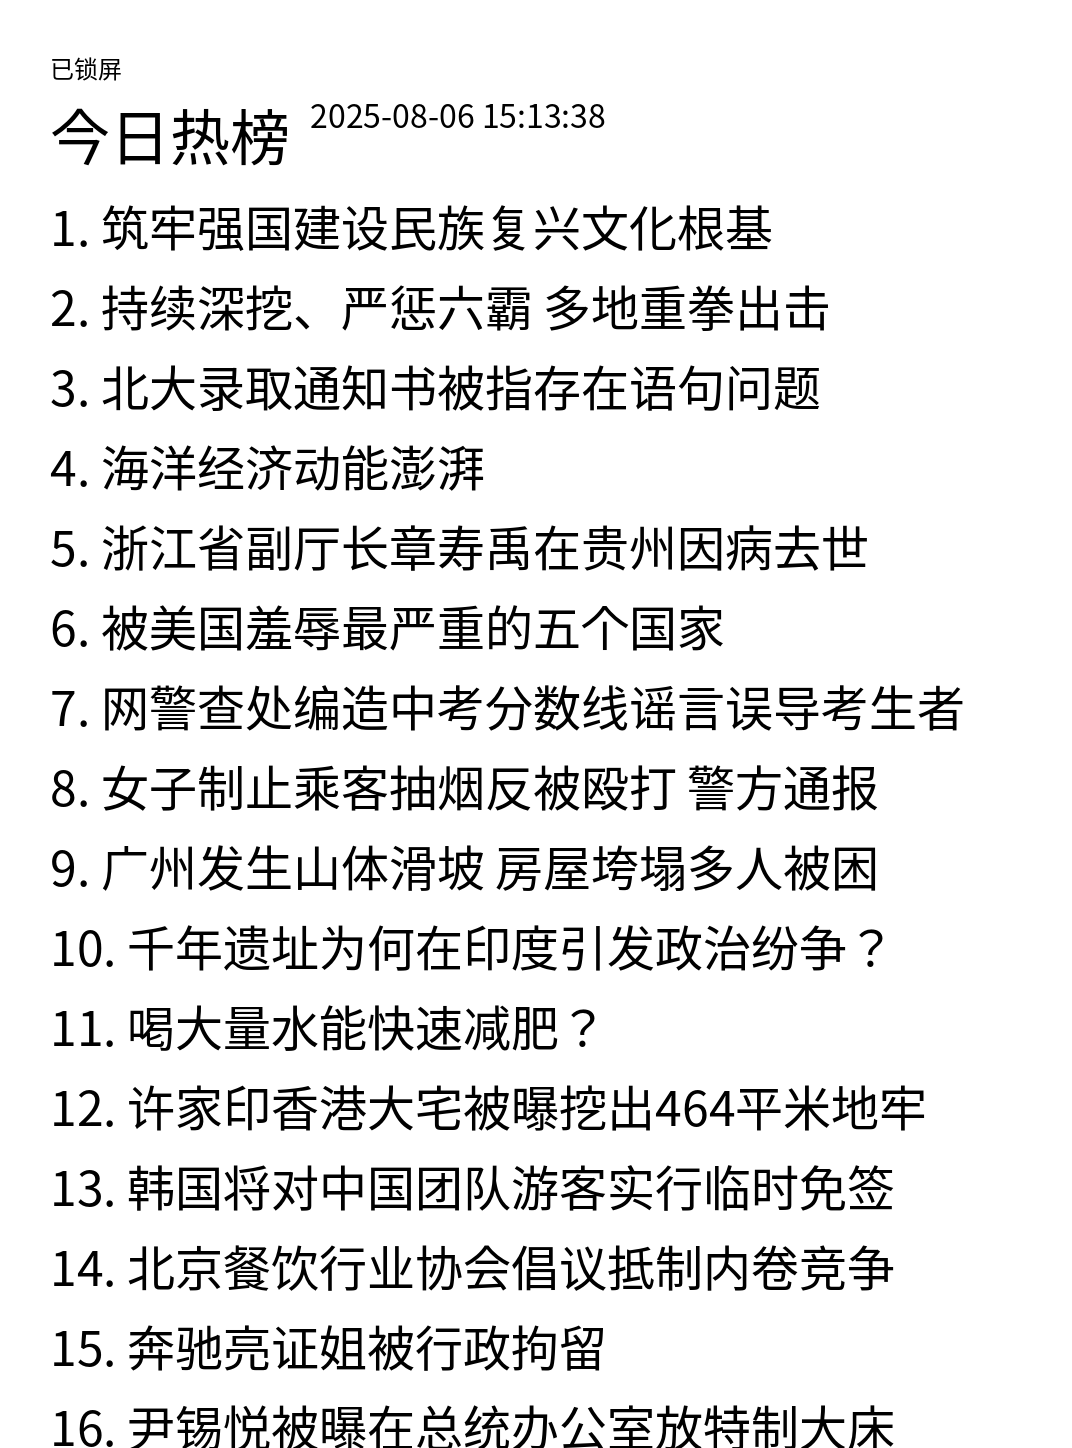 已锁屏
今日热榜 2025-08-06 15:13:38
1. 筑牢强国建设民族复兴文化根基
2. 持续深挖、严惩六霸 多地重拳出击
3. 北大录取通知书被指存在语句问题
4. 海洋经济动能澎湃
5. 浙江省副厅长章寿禹在贵州因病去世
6. 被美国羞辱最严重的五个国家
7. 网警查处编造中考分数线谣言误导考生者
8. 女子制止乘客抽烟反被殴打 警方通报
9. 广州发生山体滑坡 房屋垮塌多人被困
10. 千年遗址为何在印度引发政治纷争？
11. 喝大量水能快速减肥？
12. 许家印香港大宅被曝挖出464平米地牢
13. 韩国将对中国团队游客实行临时免签
14. 北京餐饮行业协会倡议抵制内卷竞争
15. 奔驰亮证姐被行政拘留
16. 尹锡悦被曝在总统办公室放特制大床